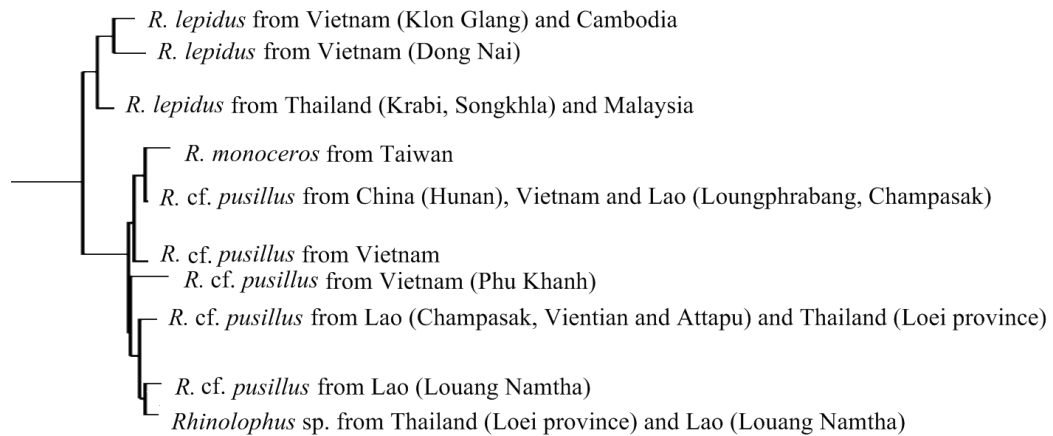 R. lepidus from Vietnam (Klon Glang) and Cambodia
R. lepidus from Vietnam (Dong Nai)
R. lepidus from Thailand (Krabi, Songkhla) and Malaysia
R. monoceros from Taiwan
R. cf. pusillus from China (Hunan), Vietnam and Lao (Loungphrabang, Champasak)
R. cf. pusillus from Vietnam
R. cf. pusillus from Vietnam (Phu Khanh)
R. cf. pusillus from Lao (Champasak, Vientian and Attapu) and Thailand (Loei province)
R. cf. pusillus from Lao (Louang Namtha)
Rhinolophus sp. from Thailand (Loei province) and Lao (Louang Namtha)